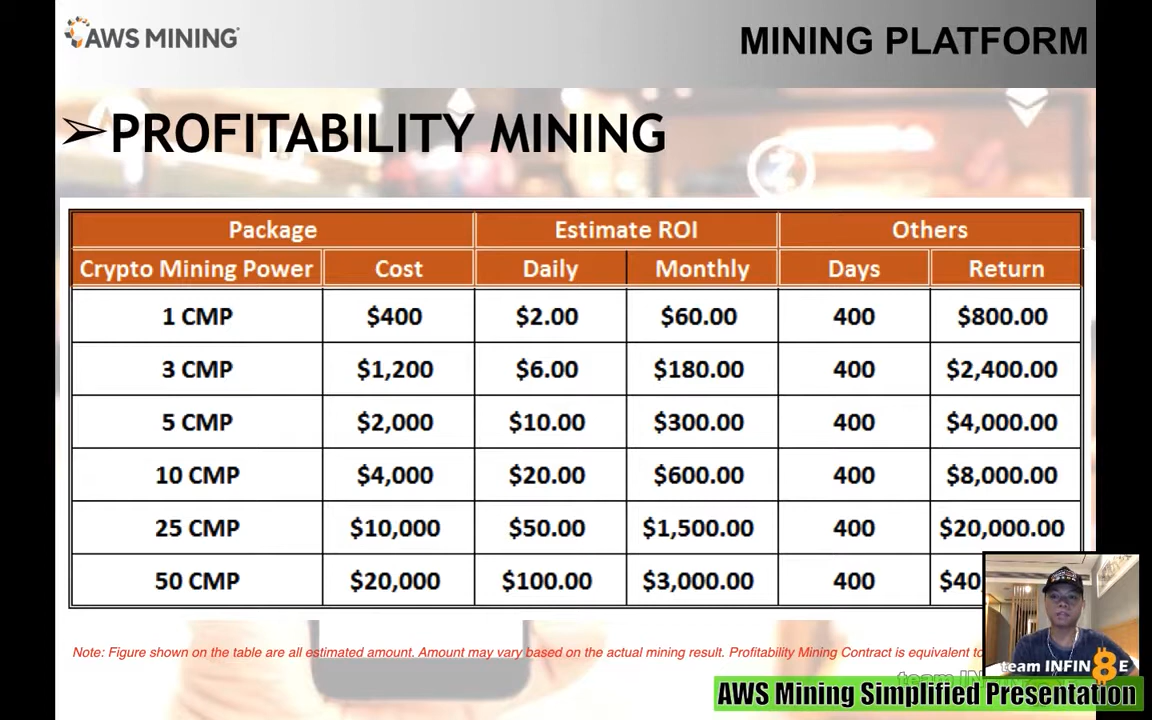 AWS MINING
MINING PLATFORM
➢PROFITABILITY MINING
Package Estimate ROI Others
Crypto Mining Power Cost Daily Monthly Days Return
1 CMP $400 $2.00 $60.00 400 $800.00
3 CMP $1,200 $6.00 $180.00 400 $2,400.00
5 CMP $2,000 $10.00 $300.00 400 $4,000.00
10 CMP $4,000 $20.00 $600.00 400 $8,000.00
25 CMP $10,000 $50.00 $1,500.00 400 $20,000.00
50 CMP $20,000 $100.00 $3,000.00 400 $40
Note: Figure shown on the table are all estimated amount. Amount may vary based on the actual mining result. Profitability Mining Contract is equivalent to
team INFIN8E
AWS Mining Simplified Presentation